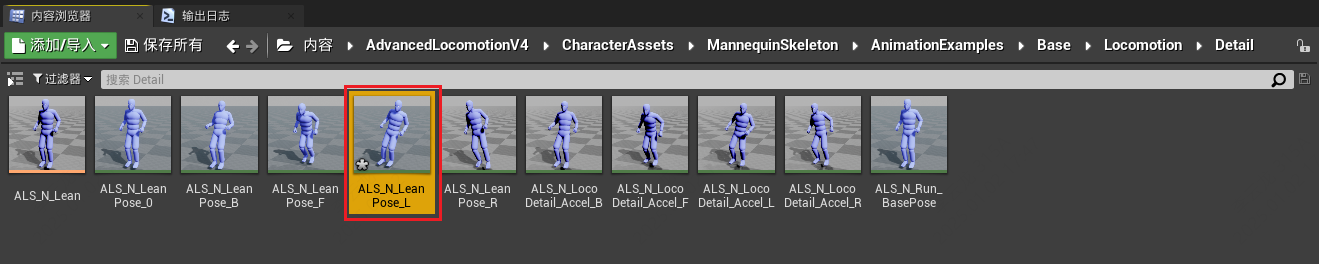 内容浏览器
输出日志
添加/导入
保存所有
内容
AdvancedLocomotionV4
CharacterAssets
MannequinSkeleton
AnimationExamples
Base
Locomotion
Detail
过滤器
搜索 Detail
ALS_N_Lean
ALS_N_Lean
Pose_0
ALS_N_Lean
Pose_B
ALS_N_Lean
Pose_F
ALS_N_Lean
Pose_L
ALS_N_Lean
Pose_R
ALS_N_Loco
Detail_Accel_B
ALS_N_Loco
Detail_Accel_F
ALS_N_Loco
Detail_Accel_L
ALS_N_Loco
Detail_Accel_R
ALS_N_Run_
BasePose